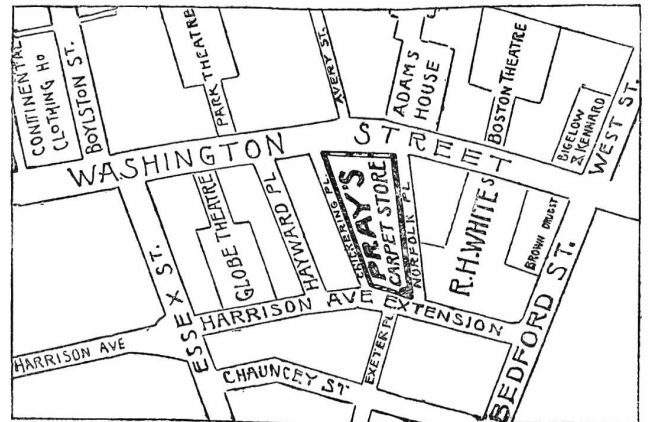 CONTINENTAL
CLOTHING HO
BOYLSTON ST.
PARK THEATRE
AVERY ST.
ADAMS
HOUSE
BOSTON THEATRE
BIGELOW
& KENNARD
WEST ST.
WASHINGTON STREET
ESSEX ST.
GLOBE THEATRE
HAYWARD PL
CHICKERING PL.
PRAY'S
CARPET STORE
NORFOLK PL
R.H.WHITES
BROWN DRUGST
BEDFORD ST.
HARRISON AVE EXTENSION
HARRISON AVE
EXETER PL
CHAUNCEY ST